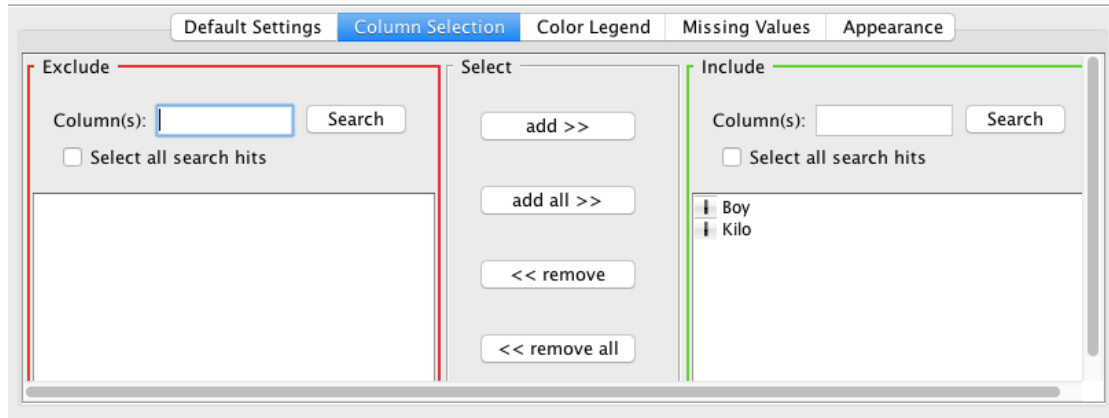 Default Settings Column Selection Color Legend Missing Values Appearance
Exclude
Column(s): Search
Select all search hits
Select
add >>
add all >>
<< remove
<< remove all
Include
Column(s): Search
Select all search hits
Boy
Kilo